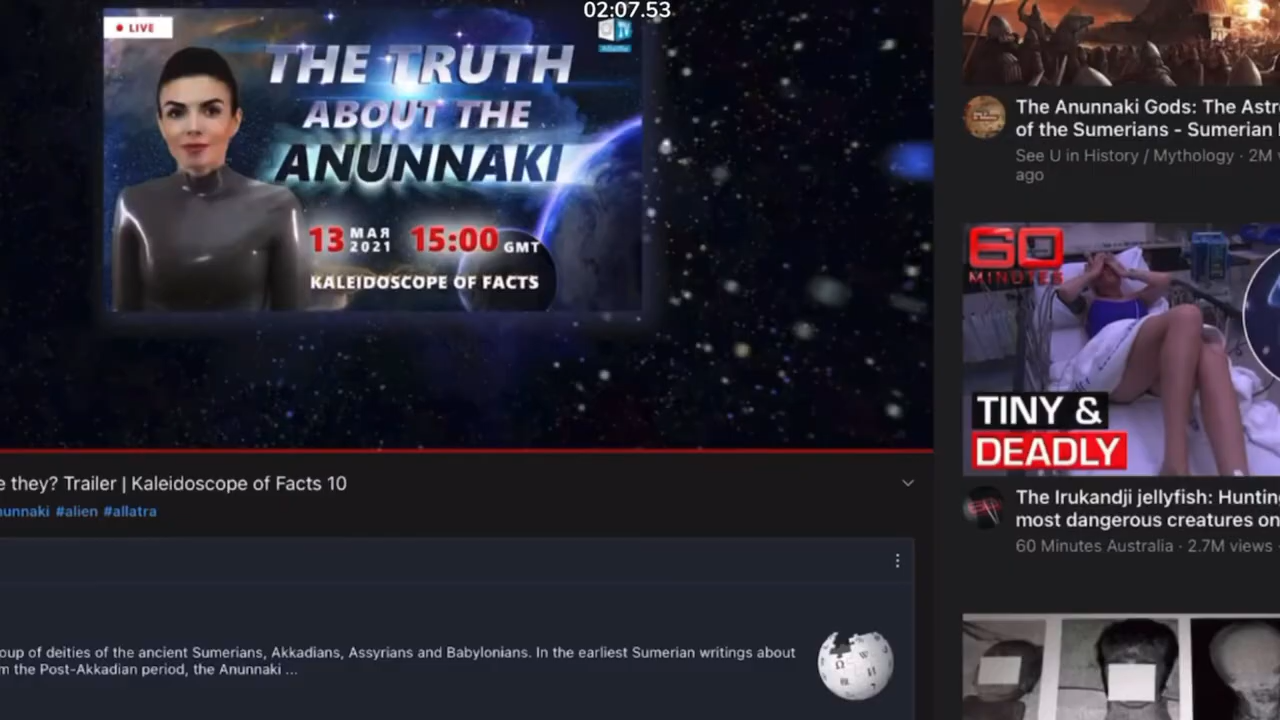 02:07.53
LIVE
TV
THE TRUTH
ABOUT THE
ANUNNAKI
13 МАЯ 2021 15:00 GMT
KALEIDOSCOPE OF FACTS
e they? Trailer | Kaleidoscope of Facts 10
nunnaki #alien #allatra
oup of deities of the ancient Sumerians, Akkadians, Assyrians and Babylonians. In the earliest Sumerian writings about
m the Post-Akkadian period, the Anunnaki ...
The Anunnaki Gods: The Astr
of the Sumerians - Sumerian
See U in History / Mythology · 2M
ago
60
MINUTES
TINY &
DEADLY
The Irukandji jellyfish: Huntin
most dangerous creatures on
60 Minutes Australia · 2.7M views ·